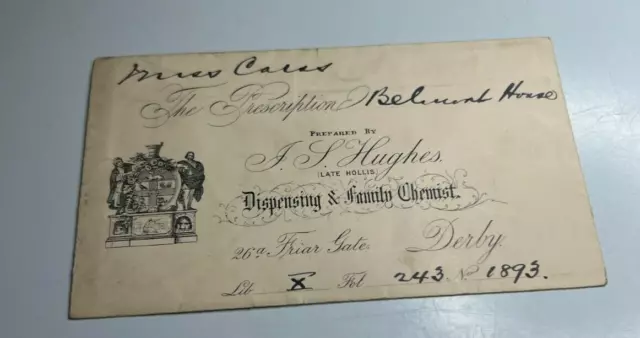 Miss Carss
The Prescription Belmont House
PREPARED BY
J. S. Hughes.
(LATE HOLLIS)
Dispensing & Family Chemist.
26a Friar Gate. Derby.
Lib X Fol 243 No 1893.